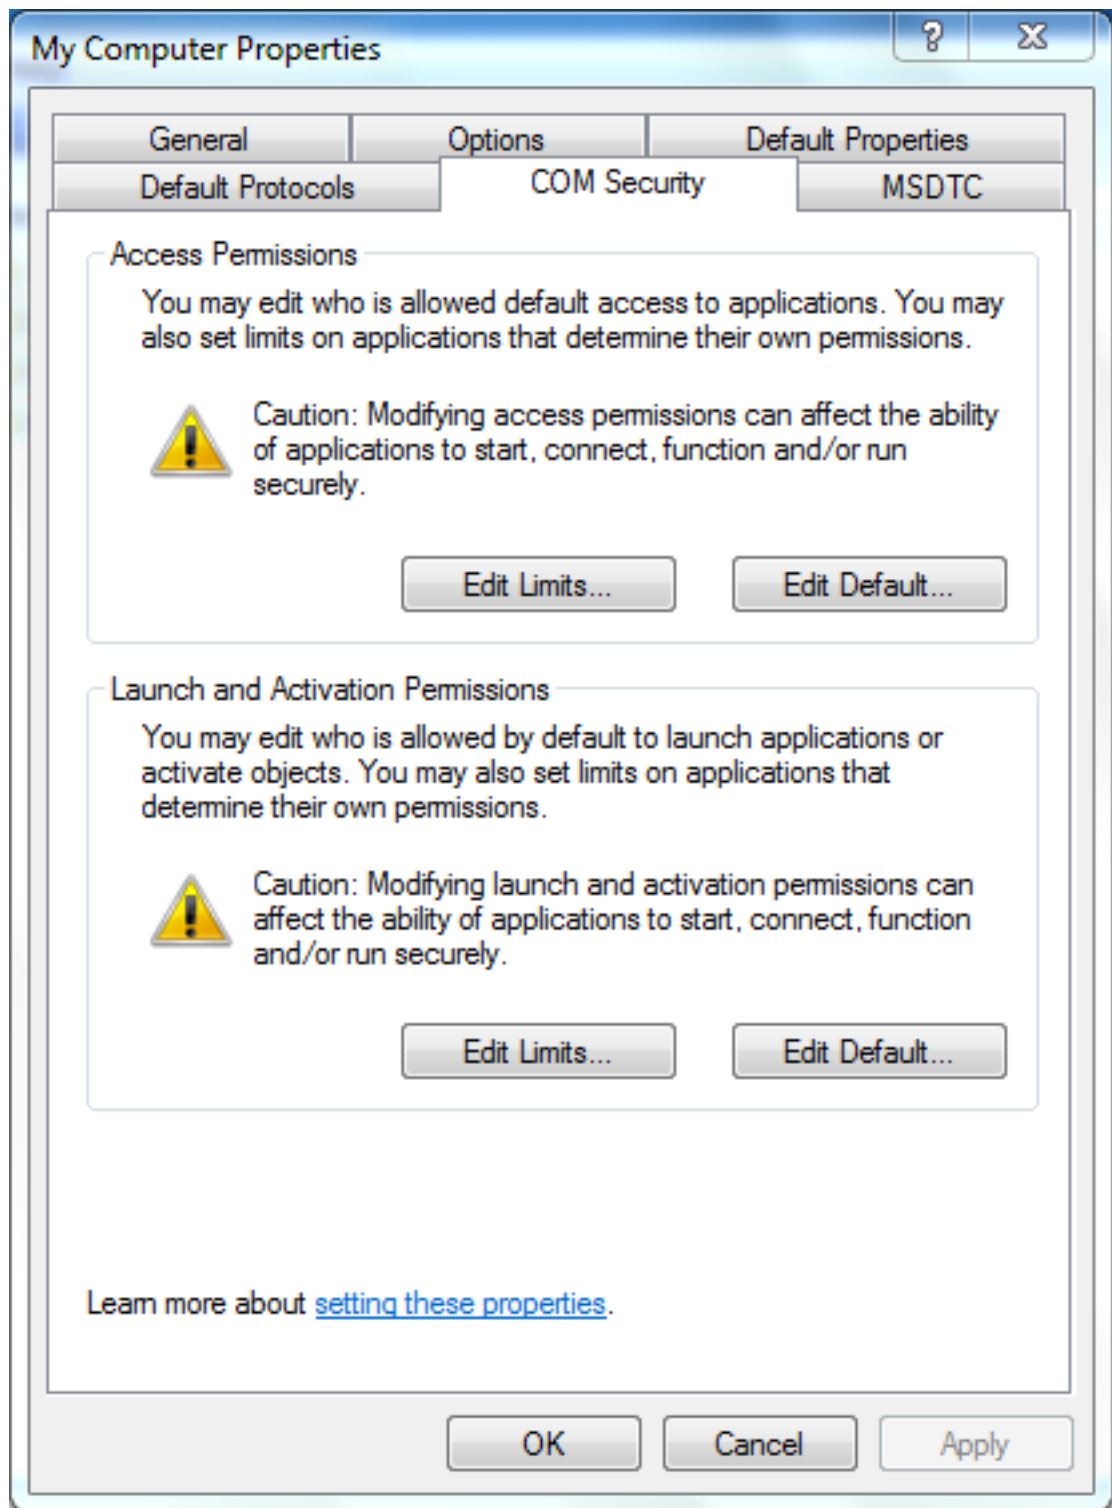 My Computer Properties
General Options Default Properties
Default Protocols COM Security MSDTC
Access Permissions
You may edit who is allowed default access to applications. You may
also set limits on applications that determine their own permissions.
Caution: Modifying access permissions can affect the ability
of applications to start, connect, function and/or run
securely.
Edit Limits... Edit Default...
Launch and Activation Permissions
You may edit who is allowed by default to launch applications or
activate objects. You may also set limits on applications that
determine their own permissions.
Caution: Modifying launch and activation permissions can
affect the ability of applications to start, connect, function
and/or run securely.
Edit Limits... Edit Default...
Learn more about setting these properties.
OK Cancel Apply